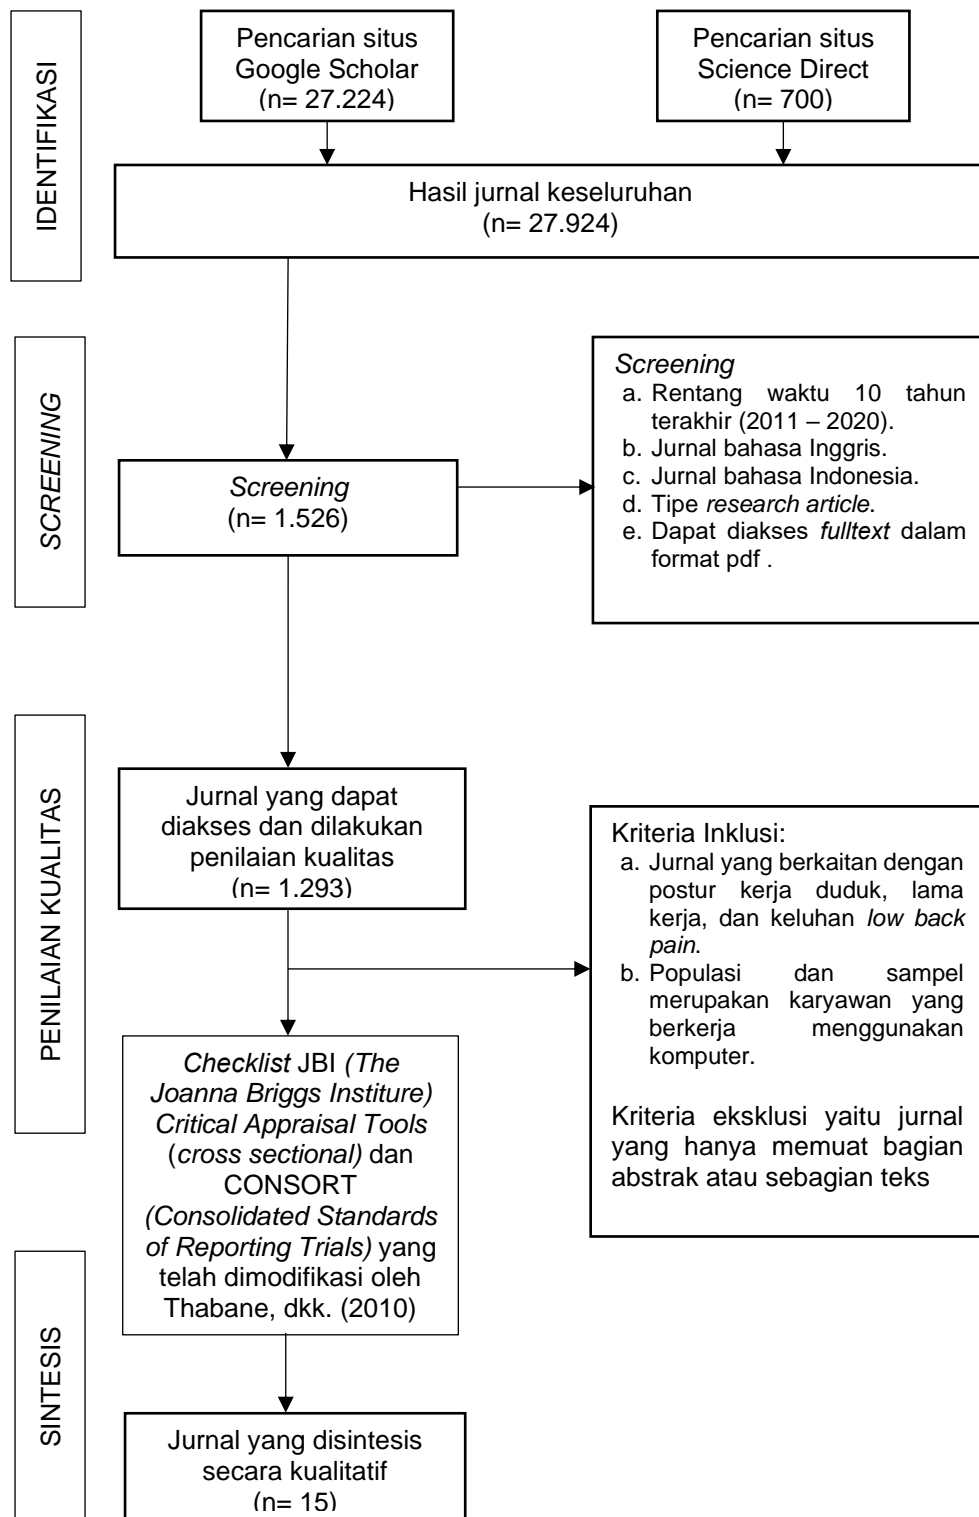 IDENTIFIKASI
Pencarian situs
Google Scholar
(n= 27.224)
Pencarian situs
Science Direct
(n= 700)
Hasil jurnal keseluruhan
(n= 27.924)
SCREENING
Screening
(n= 1.526)
Screening
a. Rentang waktu 10 tahun
terakhir (2011 – 2020).
b. Jurnal bahasa Inggris.
c. Jurnal bahasa Indonesia.
d. Tipe research article.
e. Dapat diakses fulltext dalam
format pdf .
PENILAIAN KUALITAS
Jurnal yang dapat
diakses dan dilakukan
penilaian kualitas
(n= 1.293)
Kriteria Inklusi:
a. Jurnal yang berkaitan dengan
postur kerja duduk, lama
kerja, dan keluhan low back
pain.
b. Populasi dan sampel
merupakan karyawan yang
berkerja menggunakan
komputer.
Kriteria eksklusi yaitu jurnal
yang hanya memuat bagian
abstrak atau sebagian teks
Checklist JBI (The
Joanna Briggs Institure)
Critical Appraisal Tools
(cross sectional) dan
CONSORT
(Consolidated Standards
of Reporting Trials) yang
telah dimodifikasi oleh
Thabane, dkk. (2010)
SINTESIS
Jurnal yang disintesis
secara kualitatif
(n= 15)